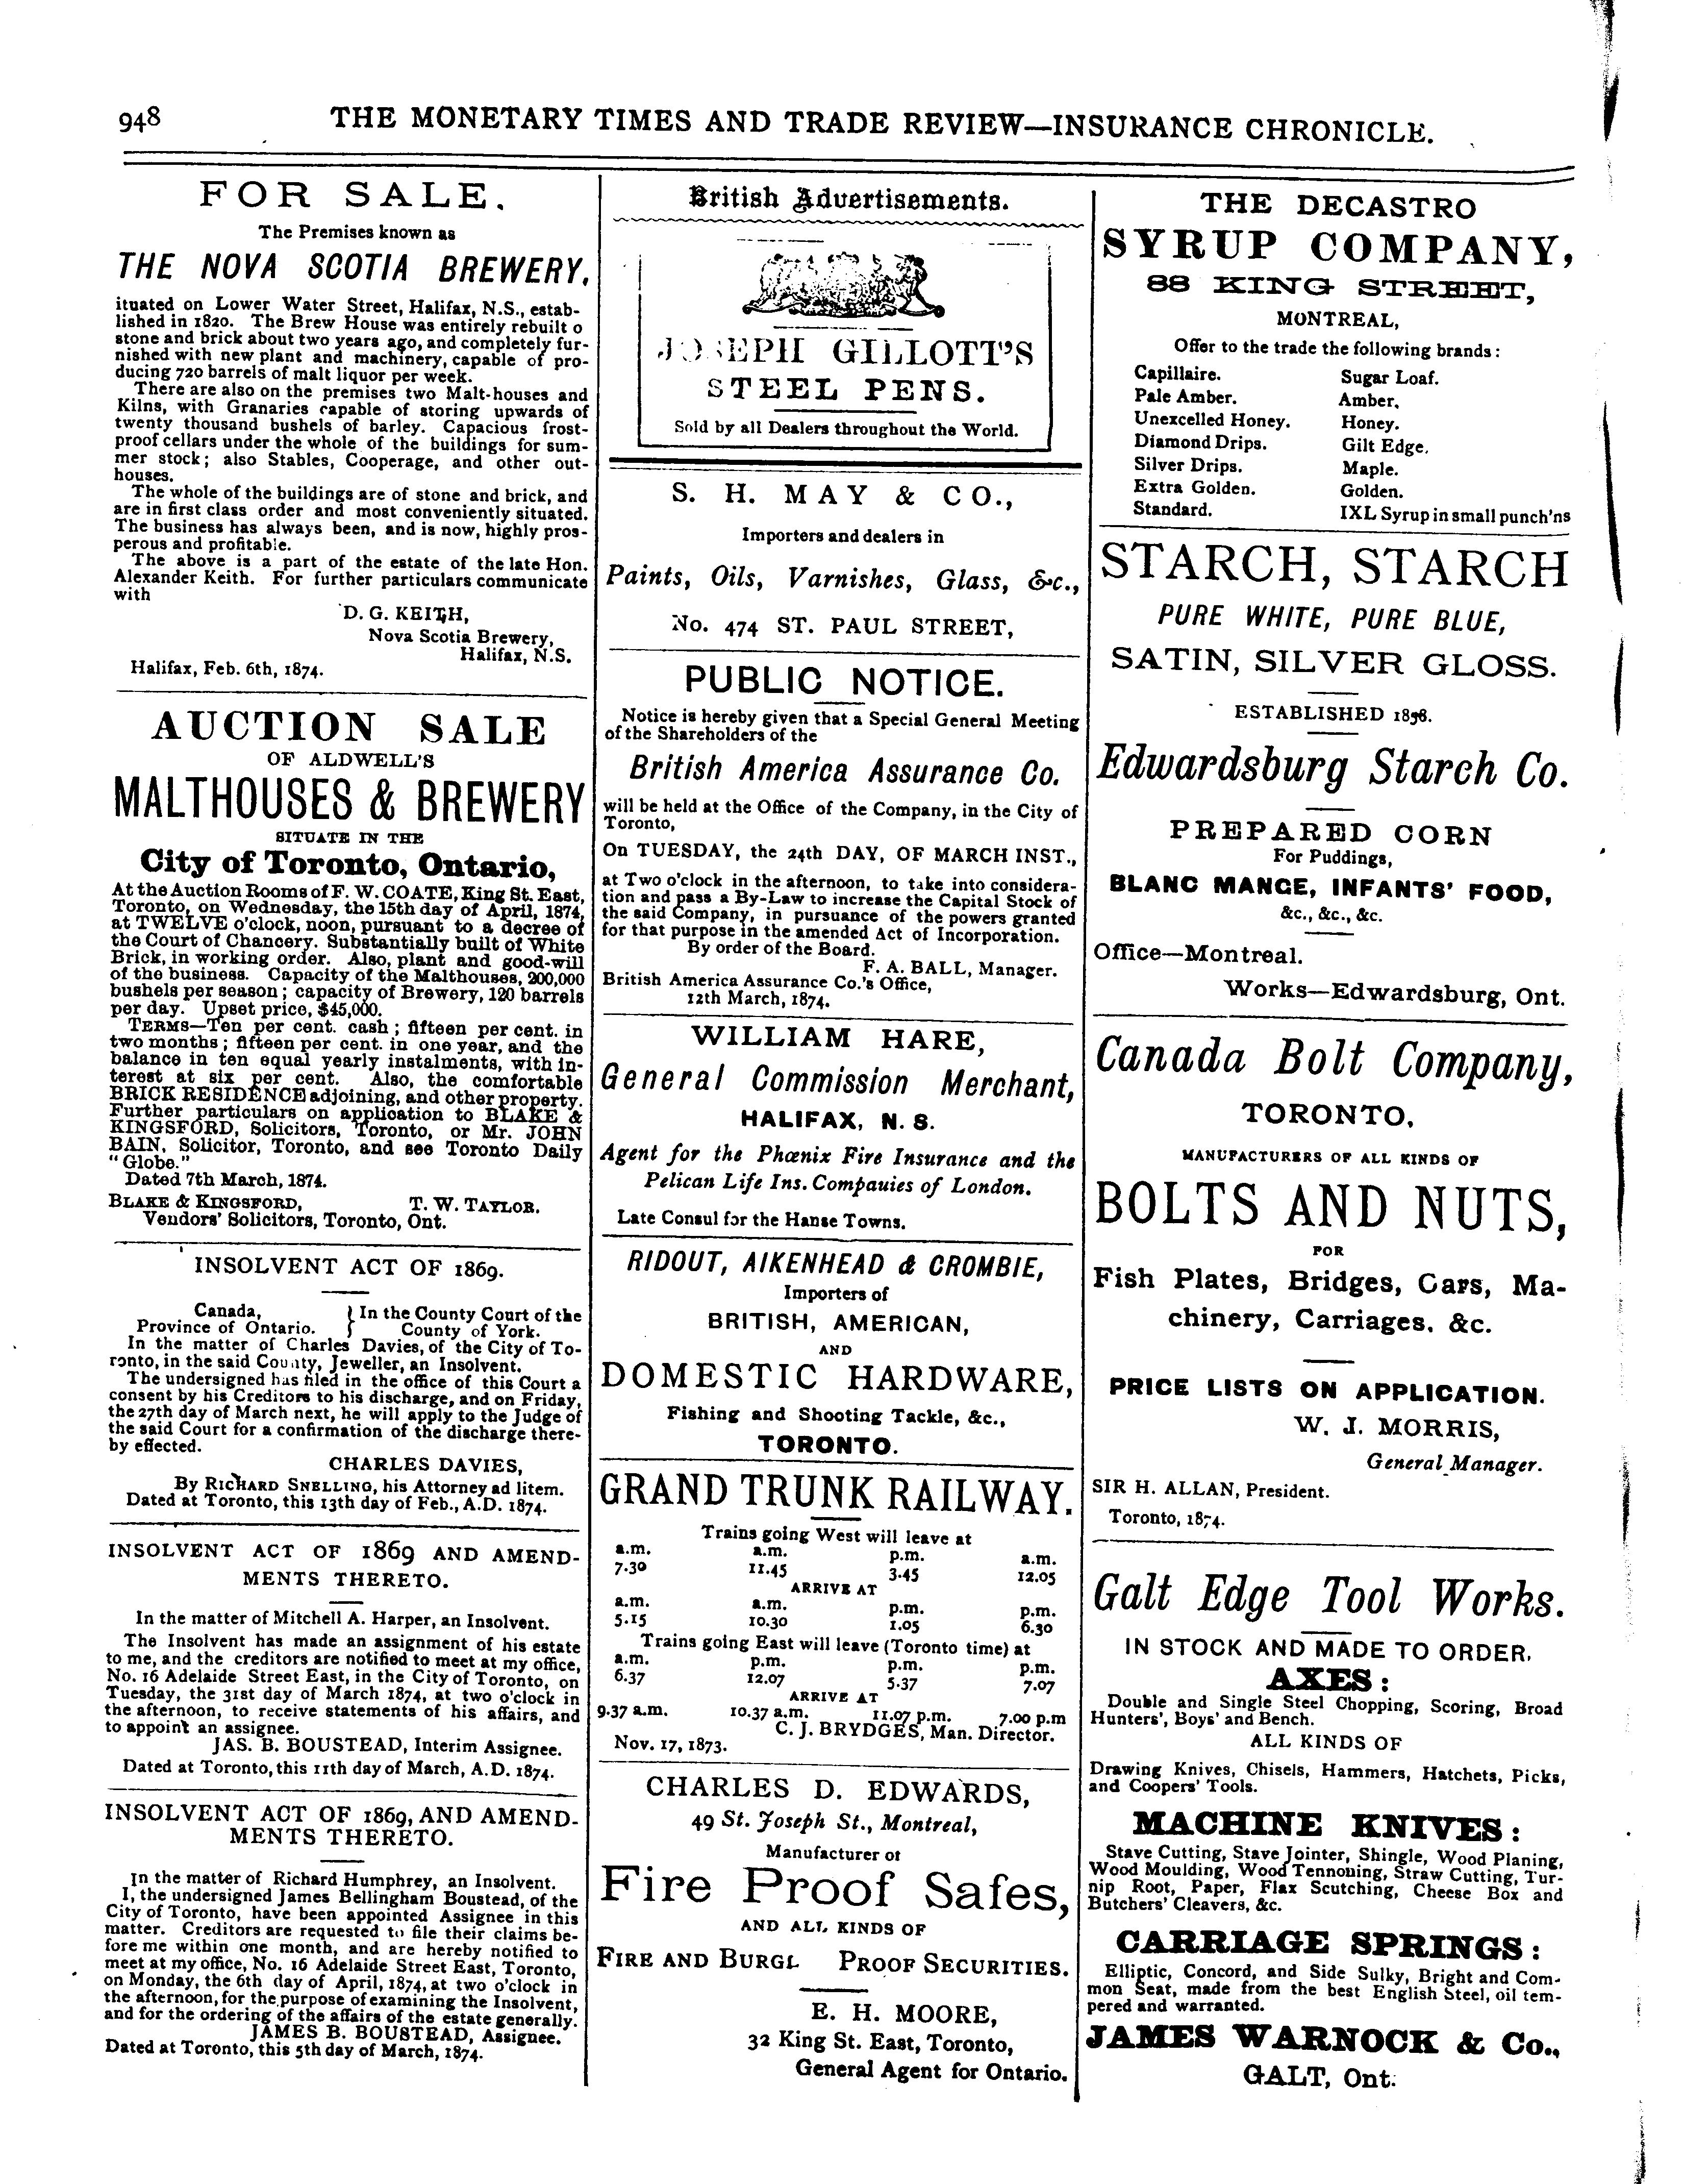 948
THE MONETARY TIMES AND TRADE REVIEW—INSURANCE CHRONICLE.
FOR SALE.
The Premises known as
THE NOVA SCOTIA BREWERY,
ituated on Lower Water Street, Halifax, N.S., estab-
lished in 1820. The Brew House was entirely rebuilt o
stone and brick about two years ago, and completely fur-
nished with new plant and machinery, capable of pro-
ducing 720 barrels of malt liquor per week.
There are also on the premises two Malt-houses and
Kilns, with Granaries capable of storing upwards of
twenty thousand bushels of barley. Capacious frost-
proof cellars under the whole of the buildings for sum-
mer stock; also Stables, Cooperage, and other out-
houses.
The whole of the buildings are of stone and brick, and
are in first class order and most conveniently situated.
The business has always been, and is now, highly pros-
perous and profitable.
The above is a part of the estate of the late Hon.
Alexander Keith. For further particulars communicate
with
D. G. KEITH,
Nova Scotia Brewery,
Halifax, N.S.
Halifax, Feb. 6th, 1874.
AUCTION SALE
OF ALDWELL'S
MALTHOUSES & BREWERY
SITUATE IN THE
City of Toronto, Ontario,
At the Auction Rooms of F. W. COATE, King St. East,
Toronto, on Wednesday, the 15th day of April, 1874,
at TWELVE o'clock, noon, pursuant to a decree of
the Court of Chancery. Substantially built of White
Brick, in working order. Also, plant and good-will
of the business. Capacity of the Malthouses, 200,000
bushels per season; capacity of Brewery, 120 barrels
per day. Upset price, $45,000.
TERMS—Ten per cent. cash; fifteen per cent. in
two months; fifteen per cent. in one year, and the
balance in ten equal yearly instalments, with in-
terest at six per cent. Also, the comfortable
BRICK RESIDENCE adjoining, and other property.
Further particulars on application to BLAKE &
KINGSFORD, Solicitors, Toronto, or Mr. JOHN
BAIN, Solicitor, Toronto, and see Toronto Daily
"Globe."
Dated 7th March, 1874.
BLAKE & KINGSFORD, T. W. TAYLOR.
Vendors' Solicitors, Toronto, Ont.
INSOLVENT ACT OF 1869.
Canada, } In the County Court of the
Province of Ontario. } County of York.
In the matter of Charles Davies, of the City of To-
ronto, in the said County, Jeweller, an Insolvent.
The undersigned has filed in the office of this Court a
consent by his Creditors to his discharge, and on Friday,
the 27th day of March next, he will apply to the Judge of
the said Court for a confirmation of the discharge there-
by effected.
CHARLES DAVIES,
By RICHARD SNELLING, his Attorney ad litem.
Dated at Toronto, this 13th day of Feb., A.D. 1874.
INSOLVENT ACT OF 1869 AND AMEND-
MENTS THERETO.
In the matter of Mitchell A. Harper, an Insolvent.
The Insolvent has made an assignment of his estate
to me, and the creditors are notified to meet at my office,
No. 16 Adelaide Street East, in the City of Toronto, on
Tuesday, the 31st day of March 1874, at two o'clock in
the afternoon, to receive statements of his affairs, and
to appoint an assignee.
JAS. B. BOUSTEAD, Interim Assignee.
Dated at Toronto, this 11th day of March, A.D. 1874.
INSOLVENT ACT OF 1869, AND AMEND-
MENTS THERETO.
In the matter of Richard Humphrey, an Insolvent.
I, the undersigned James Bellingham Boustead, of the
City of Toronto, have been appointed Assignee in this
matter. Creditors are requested to file their claims be-
fore me within one month, and are hereby notified to
meet at my office, No. 16 Adelaide Street East, Toronto,
on Monday, the 6th day of April, 1874, at two o'clock in
the afternoon, for the purpose of examining the Insolvent,
and for the ordering of the affairs of the estate generally.
JAMES B. BOUSTEAD, Assignee.
Dated at Toronto, this 5th day of March, 1874.
British Advertisements.
JOSEPH GILLOTT'S
STEEL PENS.
Sold by all Dealers throughout the World.
S. H. MAY & CO.,
Importers and dealers in
Paints, Oils, Varnishes, Glass, &c.,
No. 474 ST. PAUL STREET,
PUBLIC NOTICE.
Notice is hereby given that a Special General Meeting
of the Shareholders of the
British America Assurance Co.
will be held at the Office of the Company, in the City of
Toronto,
On TUESDAY, the 24th DAY, OF MARCH INST.,
at Two o'clock in the afternoon, to take into considera-
tion and pass a By-Law to increase the Capital Stock of
the said Company, in pursuance of the powers granted
for that purpose in the amended Act of Incorporation.
By order of the Board.
F. A. BALL, Manager.
British America Assurance Co.'s Office,
12th March, 1874.
WILLIAM HARE,
General Commission Merchant,
HALIFAX, N. S.
Agent for the Phœnix Fire Insurance and the
Pelican Life Ins. Compauies of London.
Late Consul for the Hanse Towns.
RIDOUT, AIKENHEAD & CROMBIE,
Importers of
BRITISH, AMERICAN,
AND
DOMESTIC HARDWARE,
Fishing and Shooting Tackle, &c.,
TORONTO.
GRAND TRUNK RAILWAY.
Trains going West will leave at
a.m. a.m. p.m. a.m.
7.30 11.45 3.45 12.05
ARRIVE AT
a.m. a.m. p.m. p.m.
5.15 10.30 1.05 6.30
Trains going East will leave (Toronto time) at
a.m. p.m. p.m. p.m.
6.37 12.07 5.37 7.07
ARRIVE AT
9.37 a.m. 10.37 a.m. 11.07 p.m. 7.00 p.m
C. J. BRYDGES, Man. Director.
Nov. 17, 1873.
CHARLES D. EDWARDS,
49 St. Joseph St., Montreal,
Manufacturer of
Fire Proof Safes,
AND ALL KINDS OF
FIRE AND BURGL PROOF SECURITIES.
E. H. MOORE,
32 King St. East, Toronto,
General Agent for Ontario.
THE DECASTRO
SYRUP COMPANY,
88 KING STREET,
MONTREAL,
Offer to the trade the following brands:
Capillaire. Sugar Loaf.
Pale Amber. Amber.
Unexcelled Honey. Honey.
Diamond Drips. Gilt Edge.
Silver Drips. Maple.
Extra Golden. Golden.
Standard. IXL Syrup in small punch'ns
STARCH, STARCH
PURE WHITE, PURE BLUE,
SATIN, SILVER GLOSS.
ESTABLISHED 1858.
Edwardsburg Starch Co.
PREPARED CORN
For Puddings,
BLANC MANGE, INFANTS' FOOD,
&c., &c., &c.
Office—Montreal.
Works—Edwardsburg, Ont.
Canada Bolt Company,
TORONTO,
MANUFACTURERS OF ALL KINDS OF
BOLTS AND NUTS,
FOR
Fish Plates, Bridges, Cars, Ma-
chinery, Carriages. &c.
PRICE LISTS ON APPLICATION.
W. J. MORRIS,
General Manager.
SIR H. ALLAN, President.
Toronto, 1874.
Galt Edge Tool Works.
IN STOCK AND MADE TO ORDER,
AXES:
Double and Single Steel Chopping, Scoring, Broad
Hunters', Boys' and Bench.
ALL KINDS OF
Drawing Knives, Chisels, Hammers, Hatchets, Picks,
and Coopers' Tools.
MACHINE KNIVES:
Stave Cutting, Stave Jointer, Shingle, Wood Planing,
Wood Moulding, Wood Tennouing, Straw Cutting, Tur-
nip Root, Paper, Flax Scutching, Cheese Box and
Butchers' Cleavers, &c.
CARRIAGE SPRINGS:
Elliptic, Concord, and Side Sulky, Bright and Com-
mon Seat, made from the best English Steel, oil tem-
pered and warranted.
JAMES WARNOCK & Co.,
GALT, Ont.